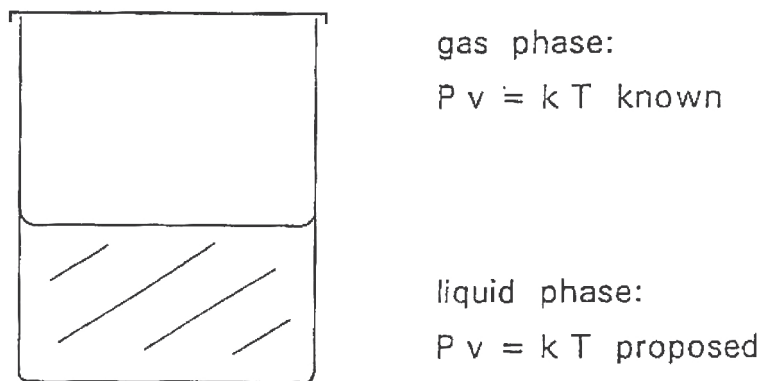 gas phase:
P v = k T known
liquid phase:
P v = k T proposed